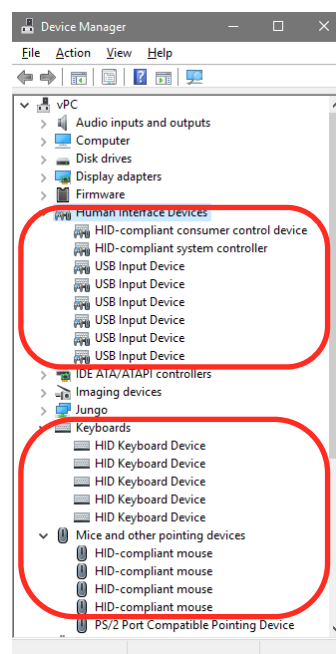 Device Manager
File Action View Help
vPC
Audio inputs and outputs
Computer
Disk drives
Display adapters
Firmware
Human Interface Devices
HID-compliant consumer control device
HID-compliant system controller
USB Input Device
USB Input Device
USB Input Device
USB Input Device
USB Input Device
USB Input Device
IDE ATA/ATAPI controllers
Imaging devices
Jungo
Keyboards
HID Keyboard Device
HID Keyboard Device
HID Keyboard Device
HID Keyboard Device
HID Keyboard Device
Mice and other pointing devices
HID-compliant mouse
HID-compliant mouse
HID-compliant mouse
HID-compliant mouse
PS/2 Port Compatible Pointing Device